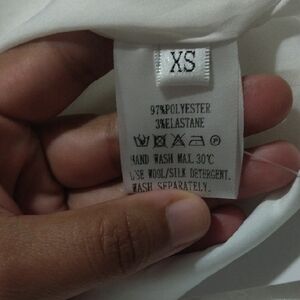 XS
97%POLYESTER
3%ELASTANE
HAND WASH MAX. 30°C
USE WOOL/SILK DETERGENT.
WASH SEPARATELY.